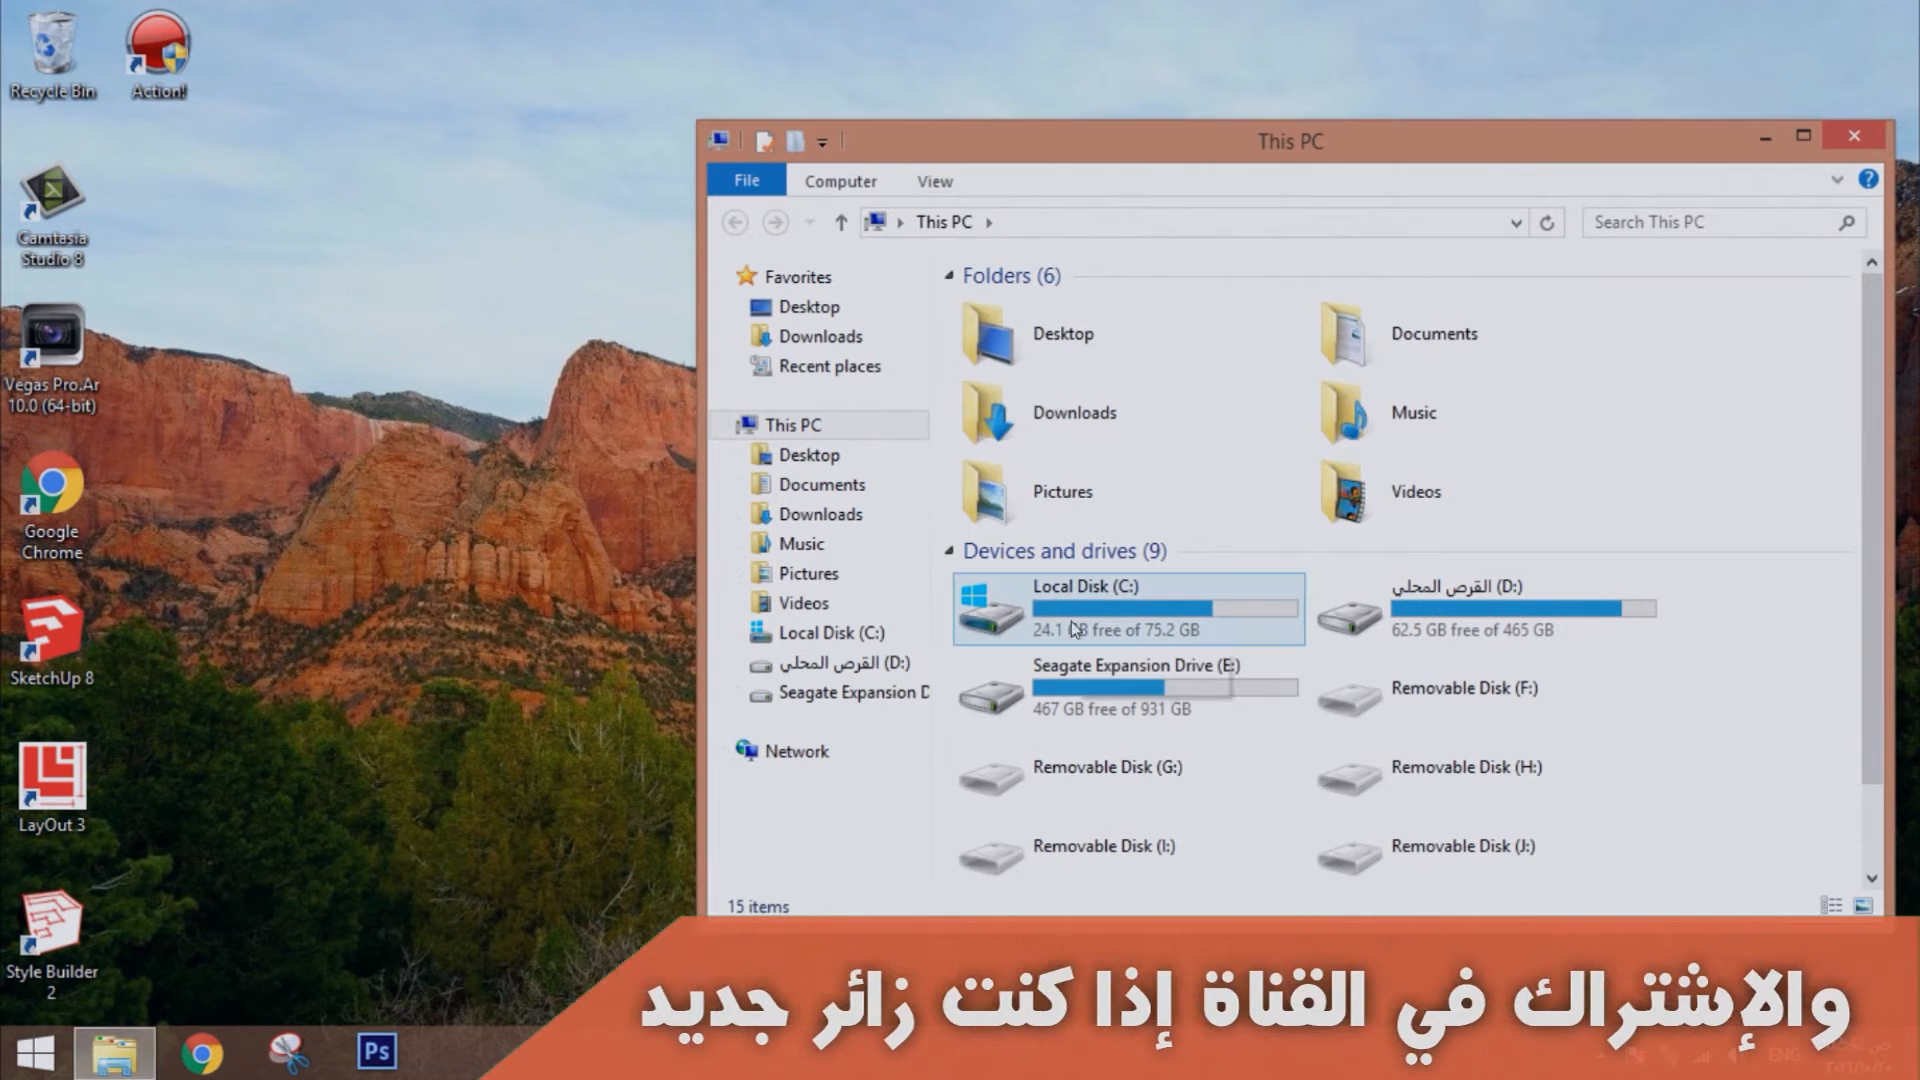 Recycle Bin
Action!
Camtasia
Studio 8
Vegas Pro.Ar
10.0 (64-bit)
Google
Chrome
SketchUp 8
LayOut 3
Style Builder
2
This PC
File
Computer
View
This PC
Search This PC
Favorites
Desktop
Downloads
Recent places
This PC
Desktop
Documents
Downloads
Music
Pictures
Videos
Local Disk (C:)
القرص المحلي (D:)
Seagate Expansion D
Network
Folders (6)
Desktop
Documents
Downloads
Music
Pictures
Videos
Devices and drives (9)
Local Disk (C:)
24.1 GB free of 75.2 GB
القرص المحلي (D:)
62.5 GB free of 465 GB
Seagate Expansion Drive (E:)
467 GB free of 931 GB
Removable Disk (F:)
Removable Disk (G:)
Removable Disk (H:)
Removable Disk (I:)
Removable Disk (J:)
15 items
والإشتراك في القناة إذا كنت زائر جديد
Ps
ENG